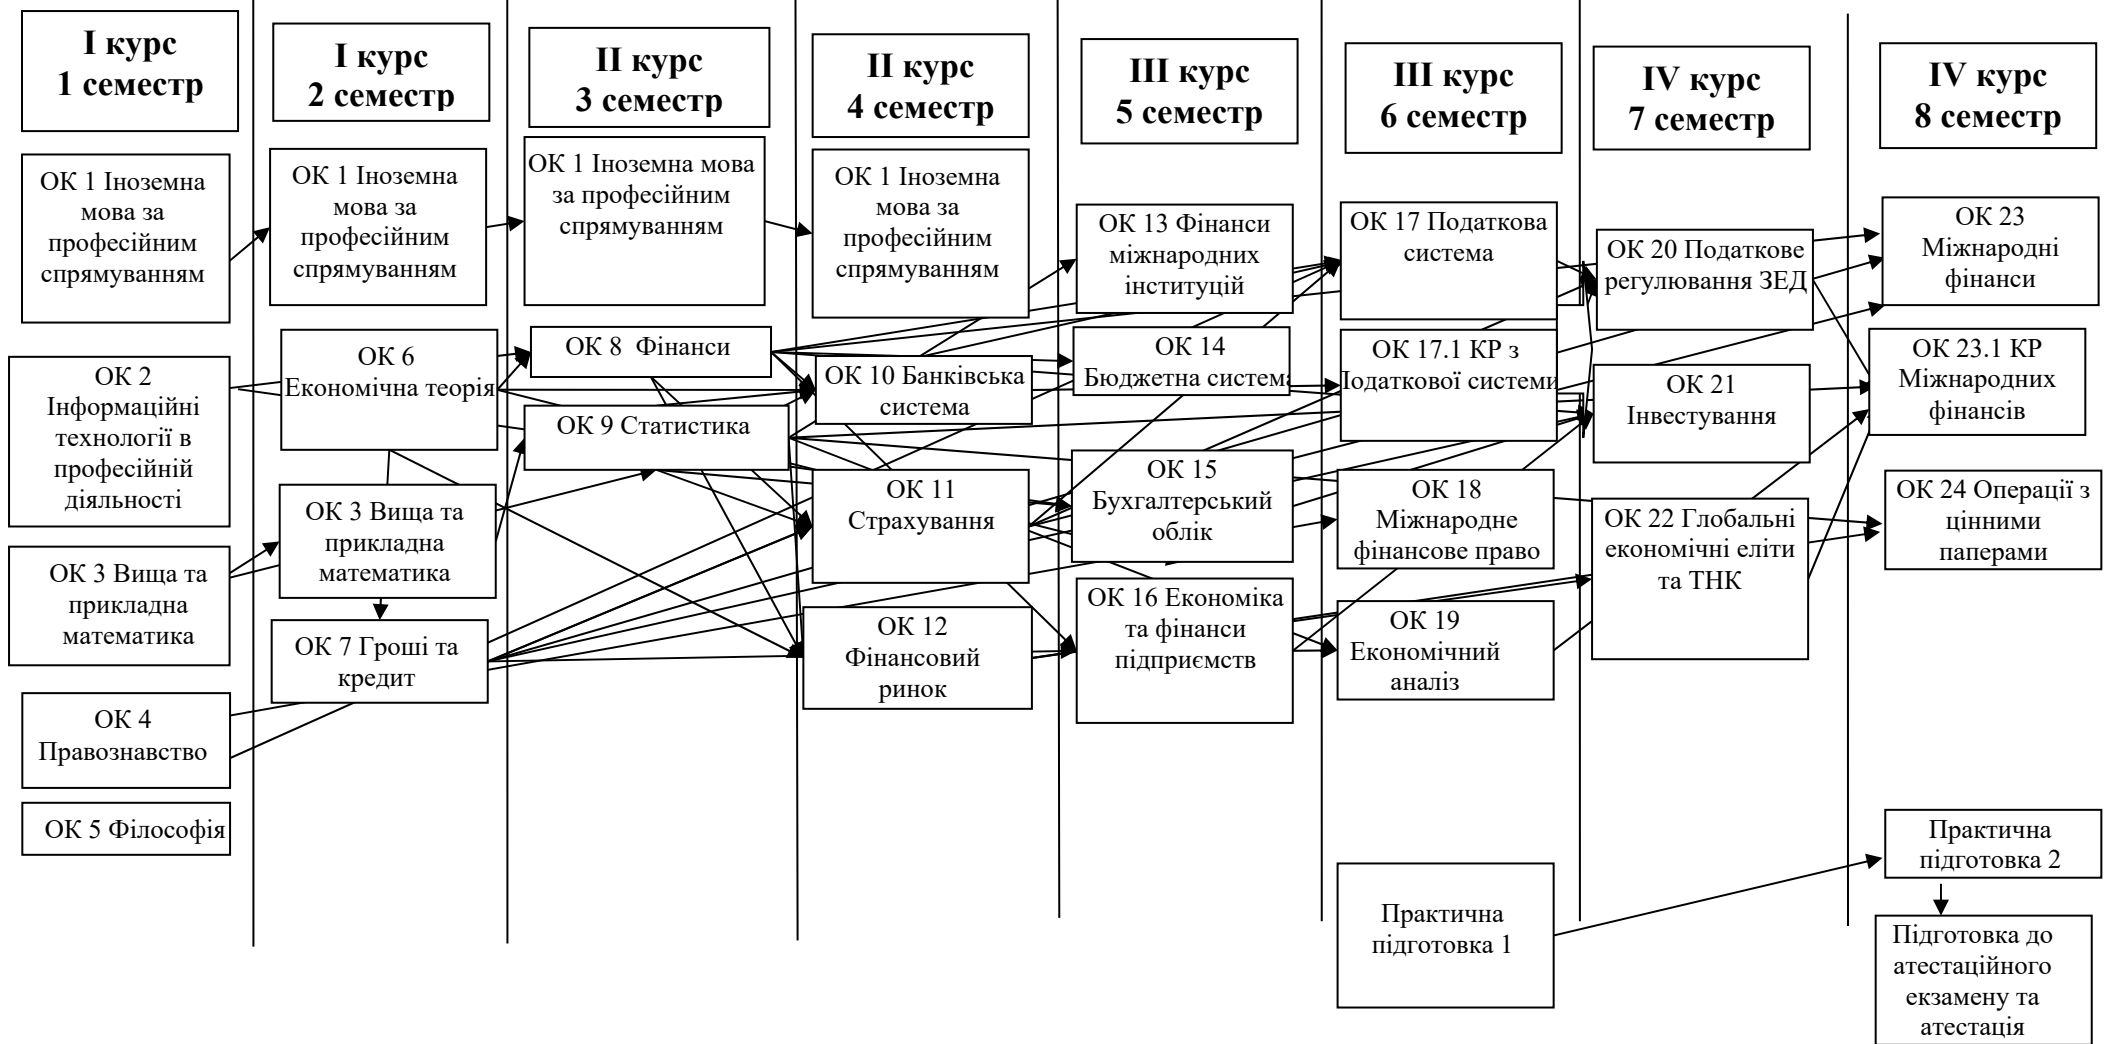 І курс
1 семестр
І курс
2 семестр
ІІ курс
3 семестр
ІІ курс
4 семестр
ІІІ курс
5 семестр
ІІІ курс
6 семестр
IV курс
7 семестр
IV курс
8 семестр
ОК 1 Іноземна
мова за
професійним
спрямуванням
ОК 2
Інформаційні
технології в
професійній
діяльності
ОК 3 Вища та
прикладна
математика
ОК 4
Правознавство
ОК 5 Філософія
ОК 1 Іноземна
мова за
професійним
спрямуванням
ОК 6
Економічна теорія
ОК 3 Вища та
прикладна
математика
ОК 7 Гроші та
кредит
ОК 1 Іноземна мова
за професійним
спрямуванням
ОК 8 Фінанси
ОК 9 Статистика
ОК 1 Іноземна
мова за
професійним
спрямуванням
ОК 10 Банківська
система
ОК 11
Страхування
ОК 12
Фінансовий
ринок
ОК 13 Фінанси
міжнародних
інституцій
ОК 14
Бюджетна система
ОК 15
Бухгалтерський
облік
ОК 16 Економіка
та фінанси
підприємств
ОК 17 Податкова
система
ОК 17.1 КР з
Податкової системи
ОК 18
Міжнародне
фінансове право
ОК 19
Економічний
аналіз
Практична
підготовка 1
ОК 20 Податкове
регулювання ЗЕД
ОК 21
Інвестування
ОК 22 Глобальні
економічні еліти
та ТНК
ОК 23
Міжнародні
фінанси
ОК 23.1 КР
Міжнародних
фінансів
ОК 24 Операції з
цінними
паперами
Практична
підготовка 2
Підготовка до
атестаційного
екзамену та
атестація